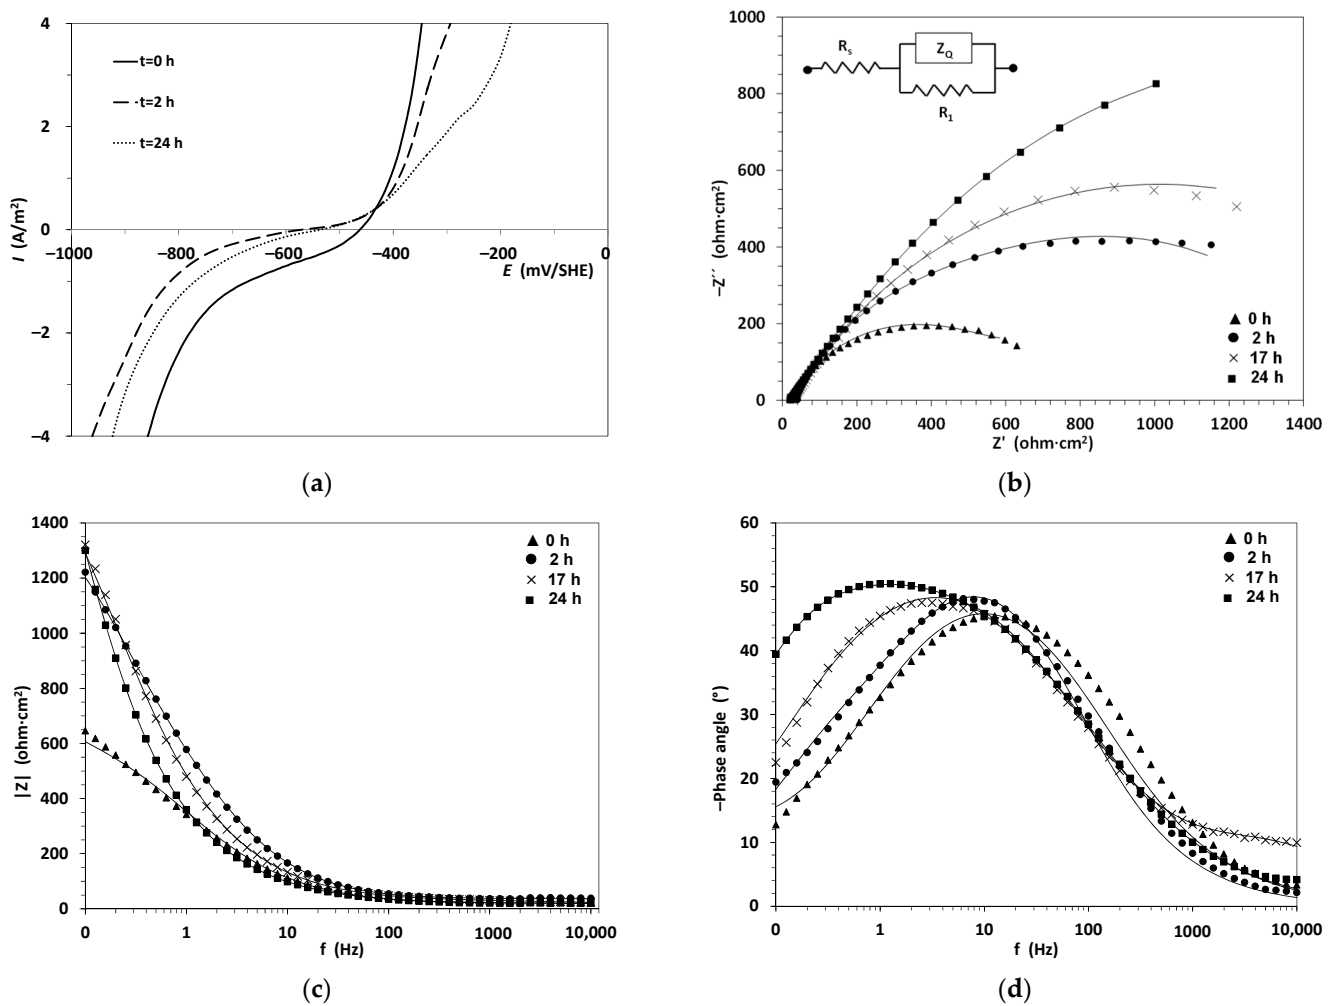 4
2
0
−2
−4
I (A/m²)
t=0 h
t=2 h
t=24 h
−1000
−800
−600
−400
−200
0
E (mV/SHE)
(a)
1000
800
600
400
200
0
−Z´´ (ohm·cm²)
Rs
ZQ
R1
0 h
2 h
17 h
24 h
0
200
400
600
800
1000
1200
1400
Z' (ohm·cm²)
(b)
1400
1200
1000
800
600
400
200
0
|Z| (ohm·cm²)
0 h
2 h
17 h
24 h
0
1
10
100
1000
10,000
f (Hz)
(c)
60
50
40
30
20
10
0
−Phase angle (°)
0 h
2 h
17 h
24 h
0
1
10
100
1000
10,000
f (Hz)
(d)